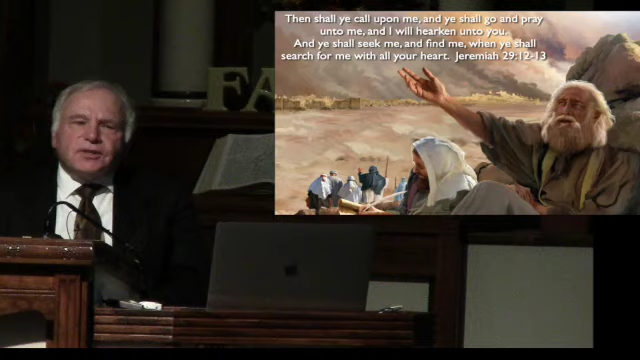 Then shall ye call upon me, and ye shall go and pray
unto me, and I will hearken unto you.
And ye shall seek me, and find me, when ye shall
search for me with all your heart. Jeremiah 29:12-13
FA